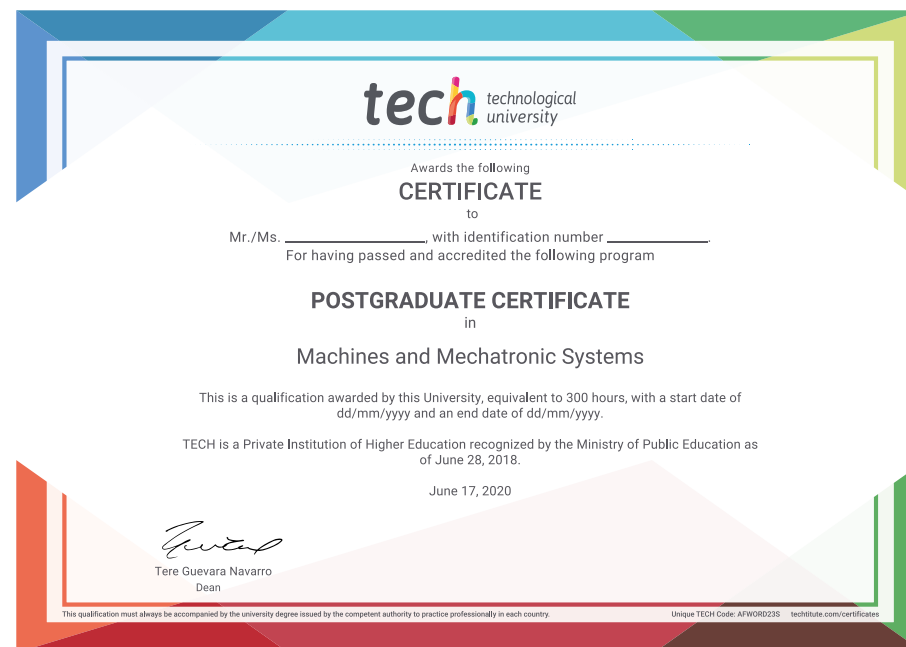 tech technological
university
Awards the following
CERTIFICATE
to
Mr./Ms. ____________________, with identification number ______________.
For having passed and accredited the following program
POSTGRADUATE CERTIFICATE
in
Machines and Mechatronic Systems
This is a qualification awarded by this University, equivalent to 300 hours, with a start date of
dd/mm/yyyy and an end date of dd/mm/yyyy.
TECH is a Private Institution of Higher Education recognized by the Ministry of Public Education as
of June 28, 2018.
June 17, 2020
Tere Guevara Navarro
Dean
This qualification must always be accompanied by the university degree issued by the competent authority to practice professionally in each country. Unique TECH Code: AFWORD23S techtitute.com/certificates